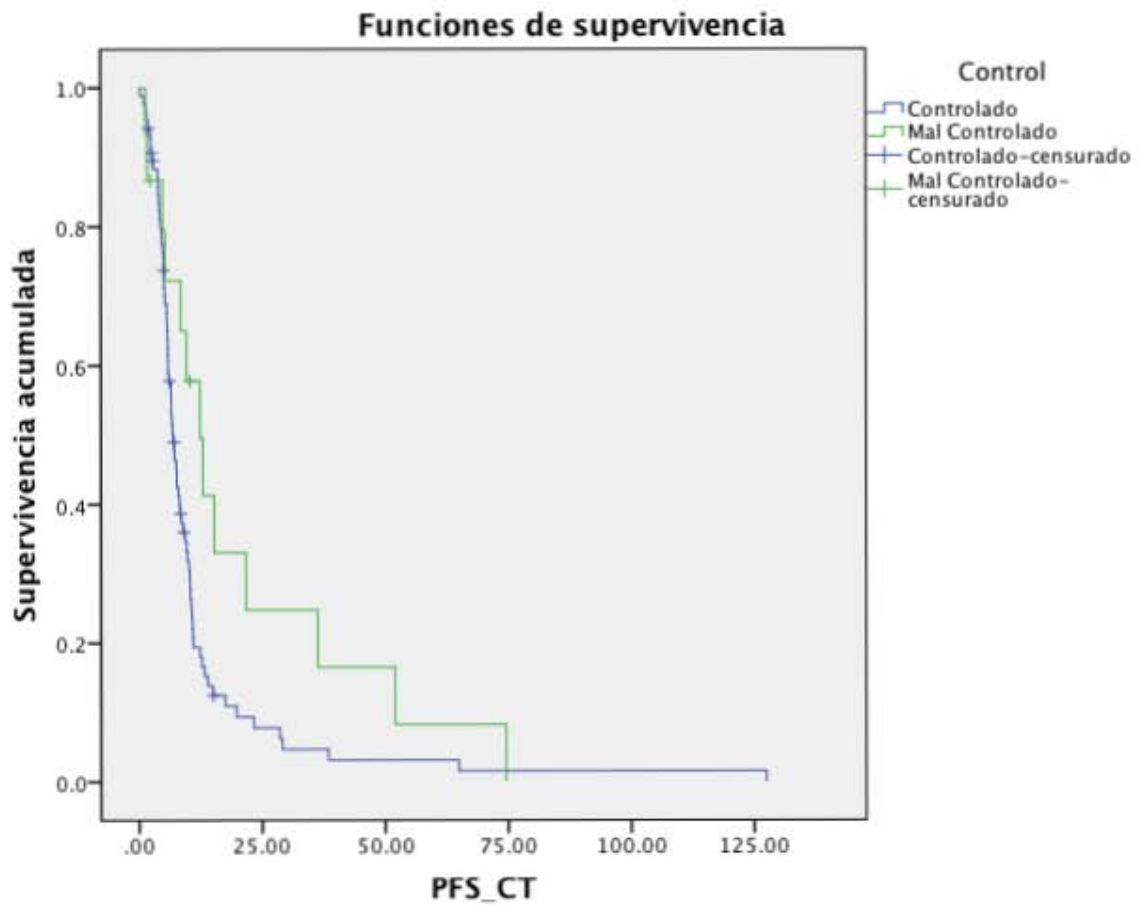 Funciones de supervivencia
Control
Controlado
Mal Controlado
Controlado-censurado
Mal Controlado-
censurado
Supervivencia acumulada
1.0
0.8
0.6
0.4
0.2
0.0
.00 25.00 50.00 75.00 100.00 125.00
PFS_CT